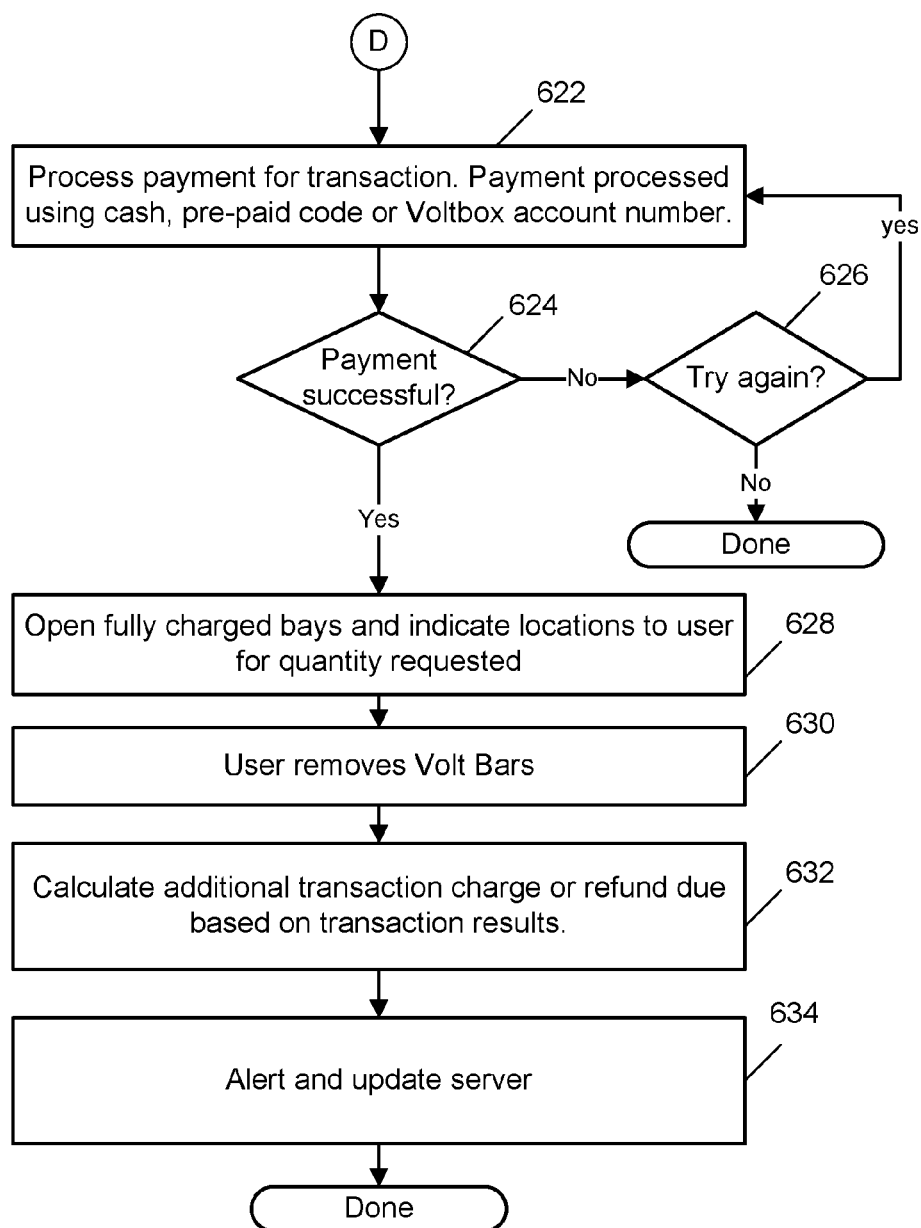 D
622
Process payment for transaction. Payment processed
using cash, pre-paid code or Voltbox account number.
yes
624
626
Payment
successful?
No
Try again?
No
Yes
Done
Open fully charged bays and indicate locations to user
for quantity requested
628
630
User removes Volt Bars
Calculate additional transaction charge or refund due
based on transaction results.
632
634
Alert and update server
Done